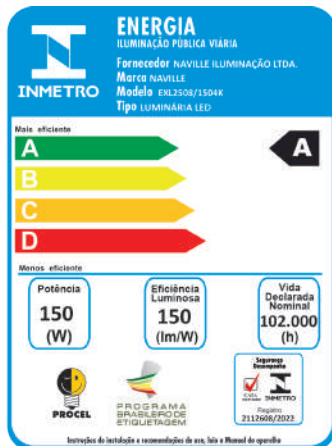 ENERGIA
ILUMINAÇÃO PÚBLICA VIÁRIA
Fornecedor NAVILLE ILUMINAÇÃO LTDA.
Marca NAVILLE
Modelo EXL2508/1504K
Tipo LUMINÁRIA LED
INMETRO
Mais eficiente
A
A
B
C
D
Menos eficiente
Potência
150
(W)
Eficiência
Luminosa
150
(lm/W)
Vida
Declarada
Nominal
102.000
(h)
PROCEL
PROGRAMA
BRASILEIRO DE
ETIQUETAGEM
Segurança
Desempenho
INMETRO
Registro
2112608/2022
Instruções de instalação e recomendações de uso, leia o Manual do aparelho